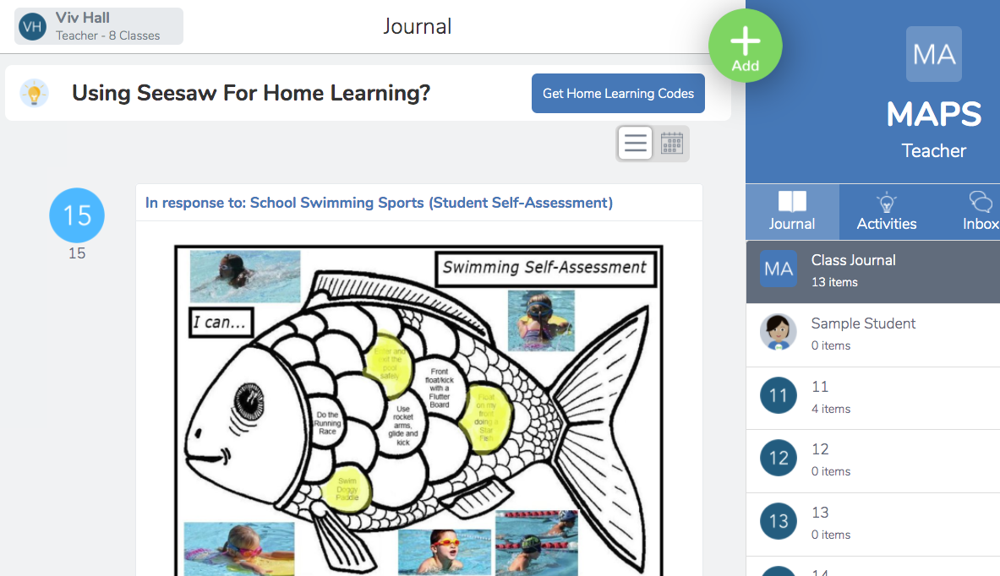 VH
Viv Hall
Teacher - 8 Classes
Journal
Add
MA
MAPS
Teacher
Using Seesaw For Home Learning?
Get Home Learning Codes
Journal
Activities
Inbox
15
15
In response to: School Swimming Sports (Student Self-Assessment)
Swimming Self-Assessment
I can...
Enter and
exit the
pool
safely
Front
float/kick
with a
Flutter
Board
Float
on my
front
doing a
Star
Fish
Do the
Running
Race
Use
rocket
arms,
glide and
kick
Swim
Doggy
Paddle
MA
Class Journal
13 items
Sample Student
0 items
11
11
4 items
12
12
0 items
13
13
0 items
14